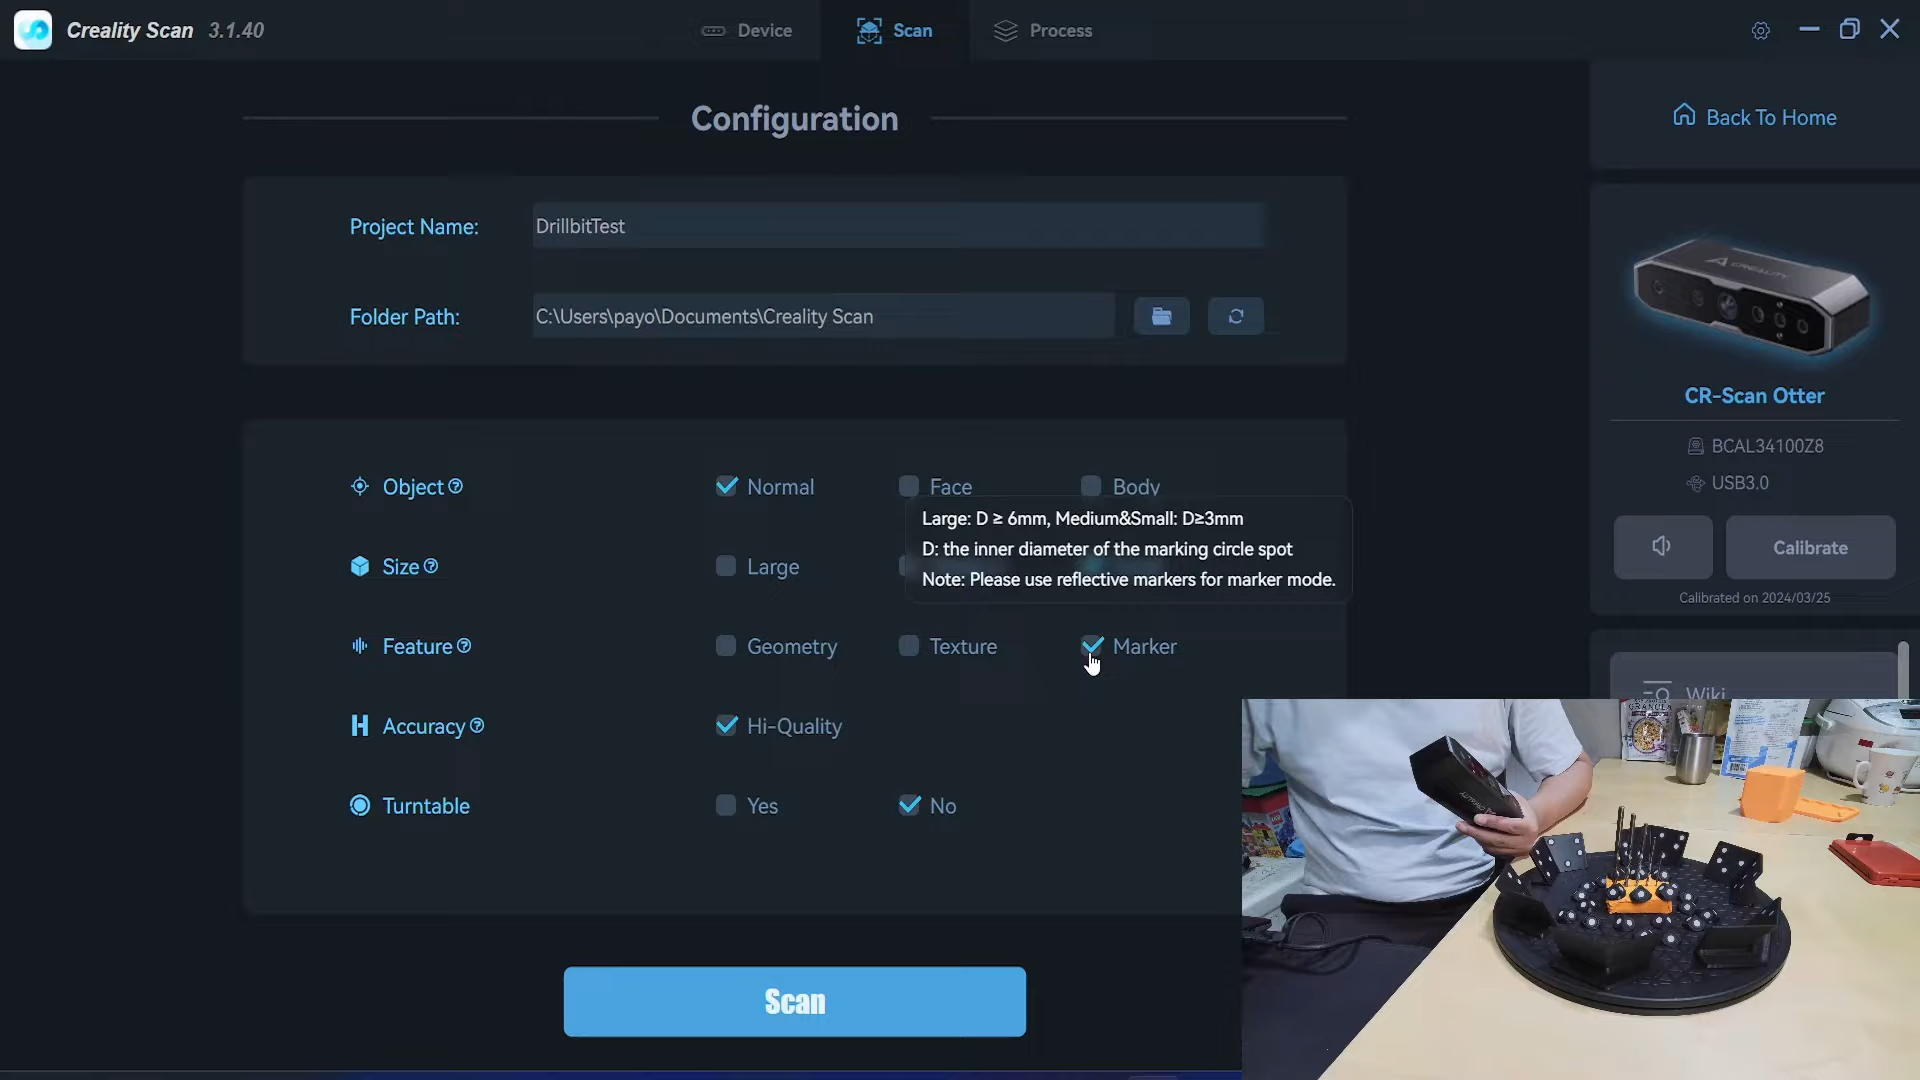 Creality Scan 3.1.40
Device
Scan
Process
Configuration
Back To Home
Project Name:
DrillbitTest
Folder Path:
C:\Users\payo\Documents\Creality Scan
CREALITY
CR-Scan Otter
BCAL34100Z8
USB3.0
Calibrate
Calibrated on 2024/03/25
Object
Normal
Face
Body
Large: D ≥ 6mm, Medium&Small: D≥3mm
D: the inner diameter of the marking circle spot
Note: Please use reflective markers for marker mode.
Size
Large
Feature
Geometry
Texture
Marker
Wiki
Accuracy
Hi-Quality
Turntable
Yes
No
Scan
GRANOLA